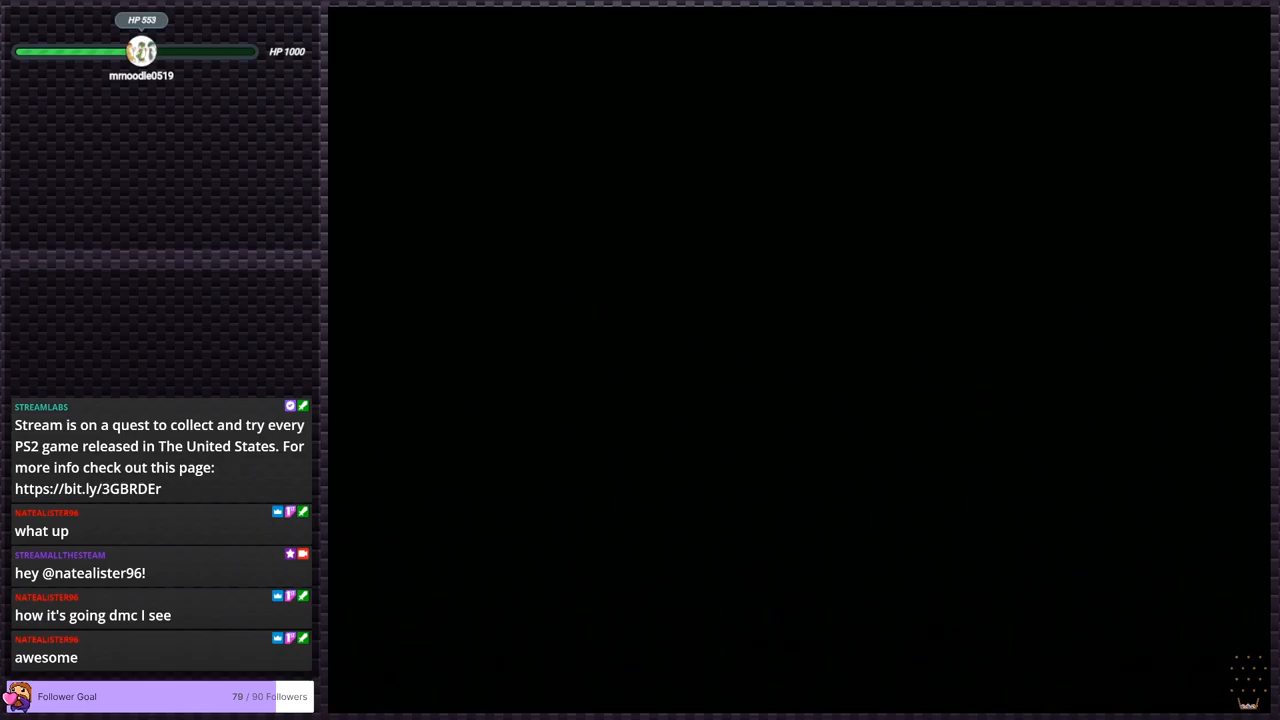 HP 553
HP 1000
mmoodle0519
STREAMLABS
Stream is on a quest to collect and try every
PS2 game released in The United States. For
more info check out this page:
https://bit.ly/3GBRDEr
NATEALISTER96
what up
STREAMALLTHESTEAM
hey @natealister96!
NATEALISTER96
how it's going dmc I see
NATEALISTER96
awesome
Follower Goal
79 / 90 Followers